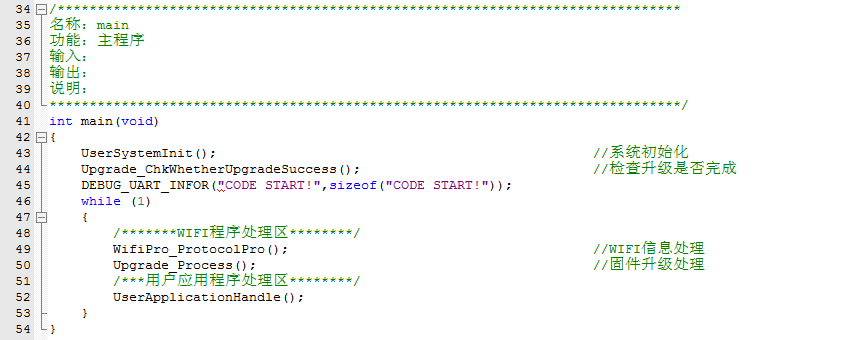 34 /******************************************************************************
35 名称：main
36 功能：主程序
37 输入：
38 输出：
39 说明：
40 *******************************************************************************/
41 int main(void)
42 {
43 UserSystemInit(); //系统初始化
44 Upgrade_ChkWhetherUpgradeSuccess(); //检查升级是否完成
45 DEBUG_UART_INFOR("CODE START!",sizeof("CODE START!"));
46 while (1)
47 {
48 /*******WIFI程序处理区********/
49 WifiPro_ProtocolPro(); //WIFI信息处理
50 Upgrade_Process(); //固件升级处理
51 /***用户应用程序处理区********/
52 UserApplicationHandle();
53 }
54 }